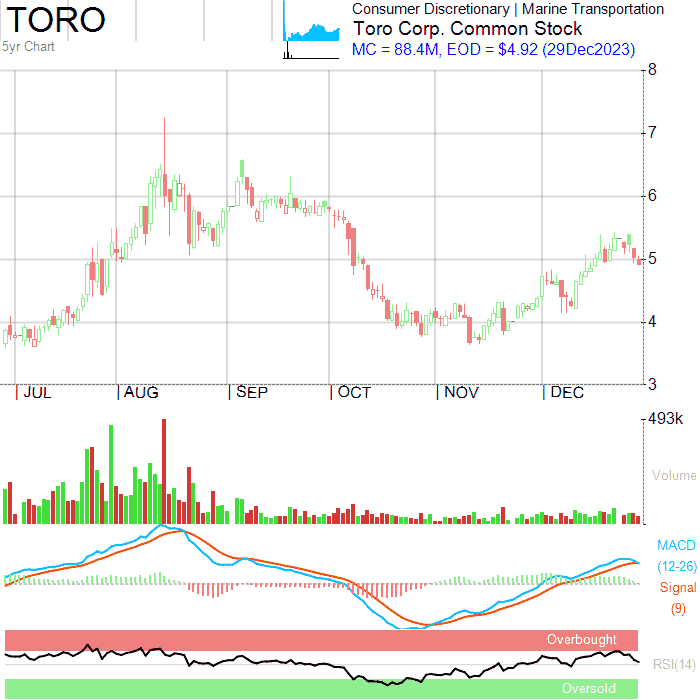 TORO
5yr Chart
Consumer Discretionary | Marine Transportation
Toro Corp. Common Stock
MC = 88.4M, EOD = $4.92 (29Dec2023)
8
7
6
5
4
3
JUL AUG SEP OCT NOV DEC
493k
Volume
MACD
(12-26)
Signal
(9)
Overbought
RSI(14)
Oversold